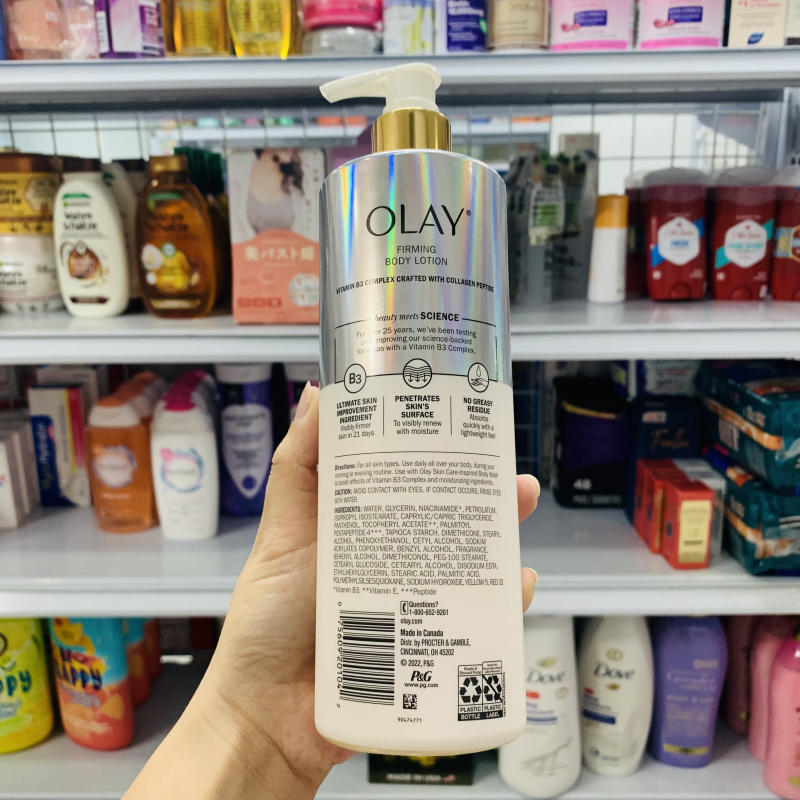 OLAY®
FIRMING
BODY LOTION
VITAMIN B3 COMPLEX CRAFTED WITH COLLAGEN PEPTIDE
beauty meets SCIENCE
For over 25 years, we've been testing
and improving our science-backed
formulas with a Vitamin B3 Complex.
B3
ULTIMATE SKIN
IMPROVEMENT
INGREDIENT
Visibly firmer
skin in 21 days
PENETRATES
SKIN'S
SURFACE
To visibly renew
with moisture
NO GREASY
RESIDUE
Absorbs
quickly with a
lightweight feel
Directions: For all skin types. Use daily all over your body, during your
morning or evening routine. Use with Olay Skin Care-Inspired Body Wash
to boost effects of Vitamin B3 Complex and moisturizing ingredients.
CAUTION: AVOID CONTACT WITH EYES. IF CONTACT OCCURS, RINSE EYES
WITH WATER.
INGREDIENTS: WATER, GLYCERIN, NIACINAMIDE*, PETROLATUM,
ISOPROPYL ISOSTEARATE, CAPRYLIC/CAPRIC TRIGLYCERIDE,
PANTHENOL, TOCOPHERYL ACETATE**, PALMITOYL
PENTAPEPTIDE-4***, TAPIOCA STARCH, DIMETHICONE, STEARYL
ALCOHOL, PHENOXYETHANOL, CETYL ALCOHOL, SODIUM
ACRYLATES COPOLYMER, BENZYL ALCOHOL, FRAGRANCE,
BEHENYL ALCOHOL, DIMETHICONOL, PEG-100 STEARATE,
CETEARYL GLUCOSIDE, CETEARYL ALCOHOL, DISODIUM EDTA,
ETHYLHEXYLGLYCERIN, STEARIC ACID, PALMITIC ACID,
POLYMETHYLSILSESQUIOXANE, SODIUM HYDROXIDE, YELLOW 5, RED 33
*Vitamin B3, **Vitamin E, ***Peptide
Questions?
1-800-652-9261
olay.com
Made in Canada
Distr. by PROCTER & GAMBLE,
CINCINNATI, OH 45202
© 2022, P&G
P&G
www.pg.com
90474771
PLASTIC
BOTTLE
PLASTIC
LABEL
Dove
Dove
Lavender
48